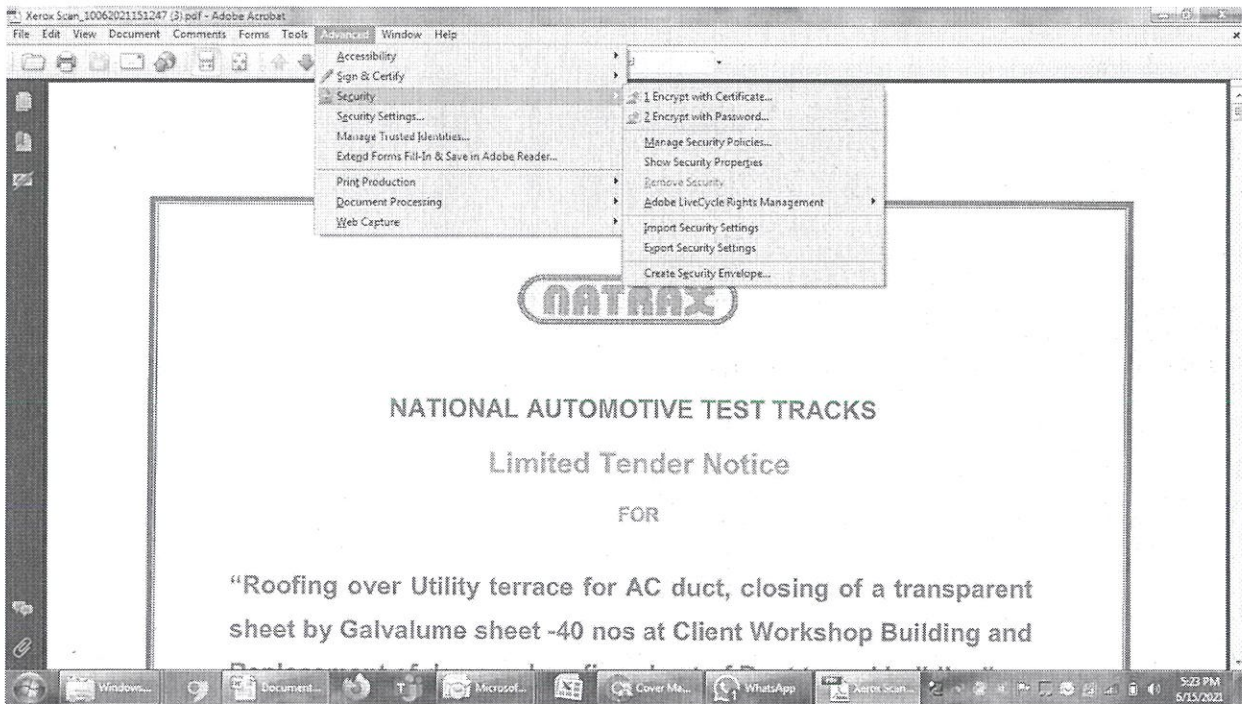 Xerox Scan_10062021151247 (3).pdf - Adobe Acrobat
File Edit View Document Comments Forms Tools Advanced Window Help
Accessibility
Sign & Certify
Security
Security Settings...
Manage Trusted Identities...
Extend Forms Fill-In & Save in Adobe Reader...
Print Production
Document Processing
Web Capture
1 Encrypt with Certificate...
2 Encrypt with Password...
Manage Security Policies...
Show Security Properties
Remove Security
Adobe LiveCycle Rights Management
Import Security Settings
Export Security Settings
Create Security Envelope...
NATRAX
NATIONAL AUTOMOTIVE TEST TRACKS
Limited Tender Notice
FOR
“Roofing over Utility terrace for AC duct, closing of a transparent
sheet by Galvalume sheet -40 nos at Client Workshop Building and
Windows... Document... Microsof... Cover Ma... WhatsApp Xerox Scan... 5:23 PM
6/15/2021